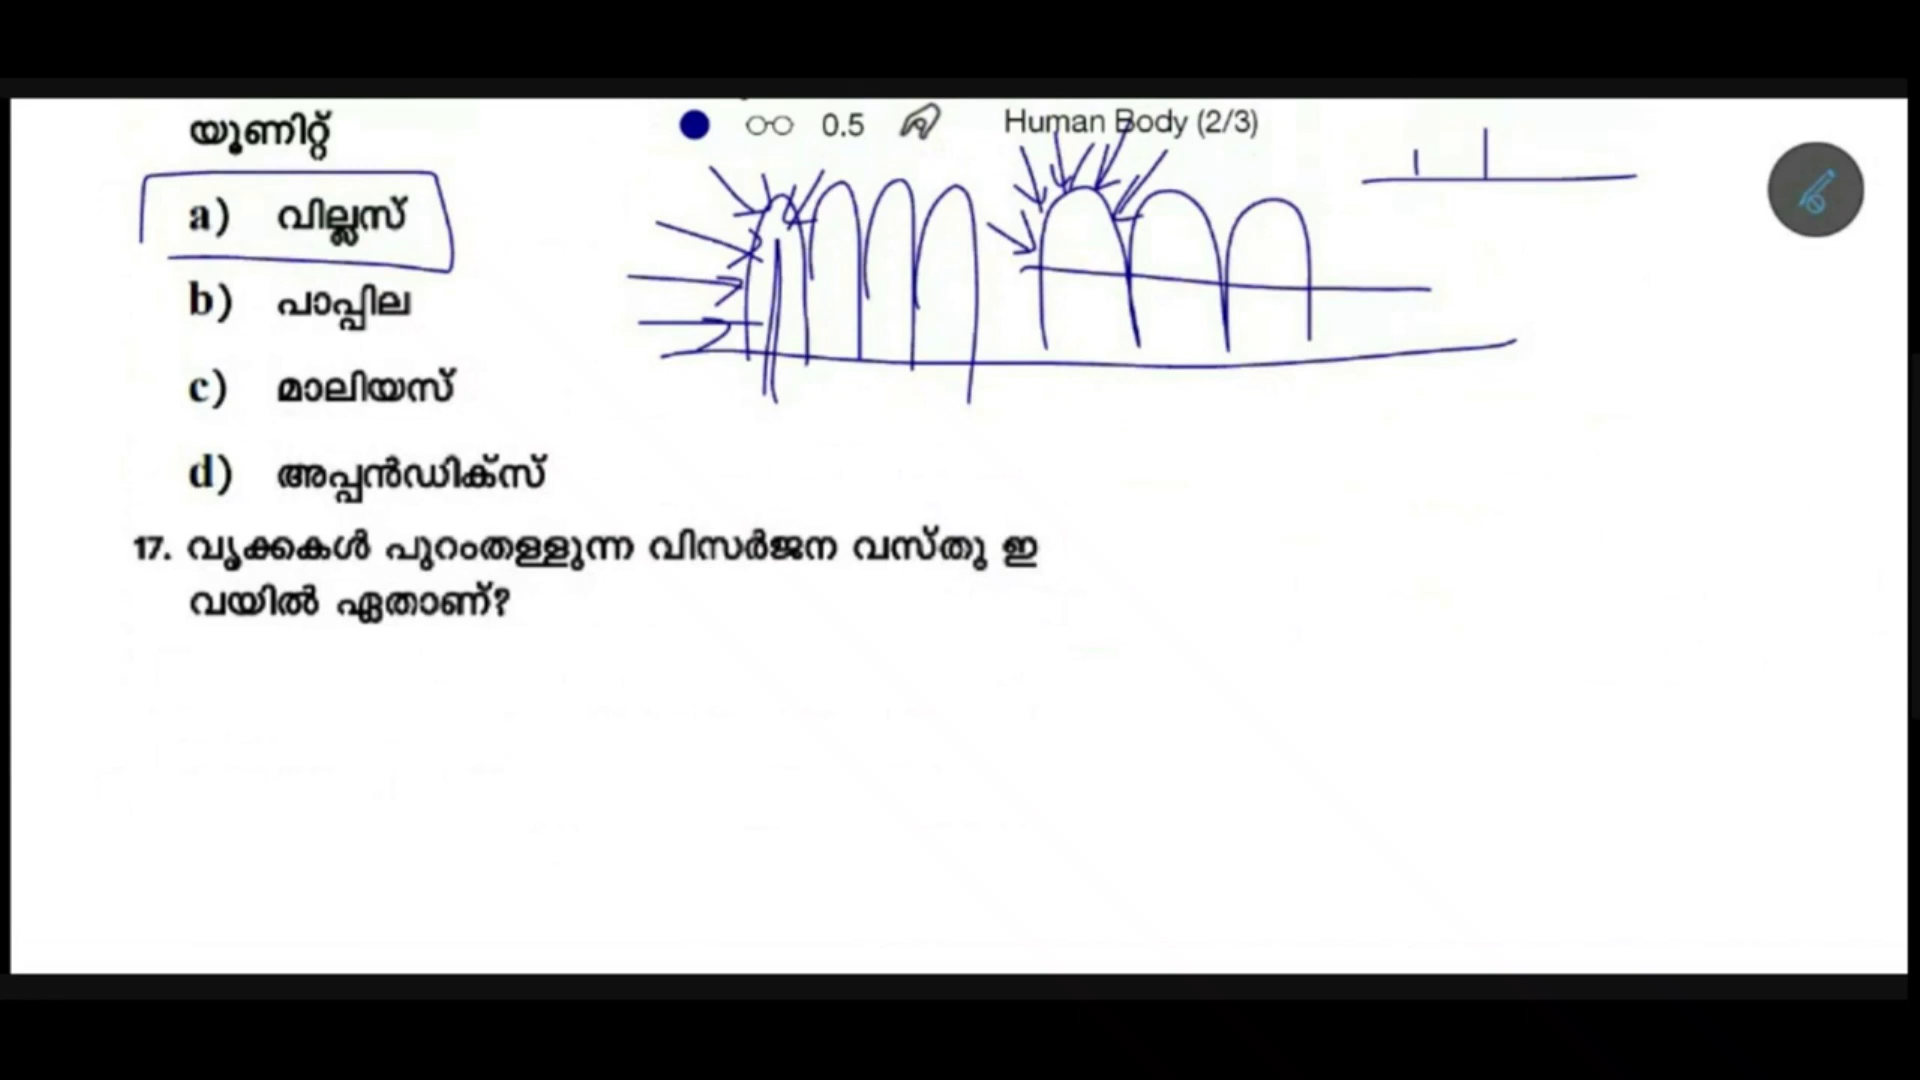 യൂണിറ്റ്
0.5 Human Body (2/3)
a) വില്ലസ്
b) പാപ്പില
c) മാലിയസ്
d) അപ്പൻഡിക്സ്
17. വൃക്കകൾ പുറംതള്ളുന്ന വിസർജന വസ്തു ഇ
വയിൽ ഏതാണ്?